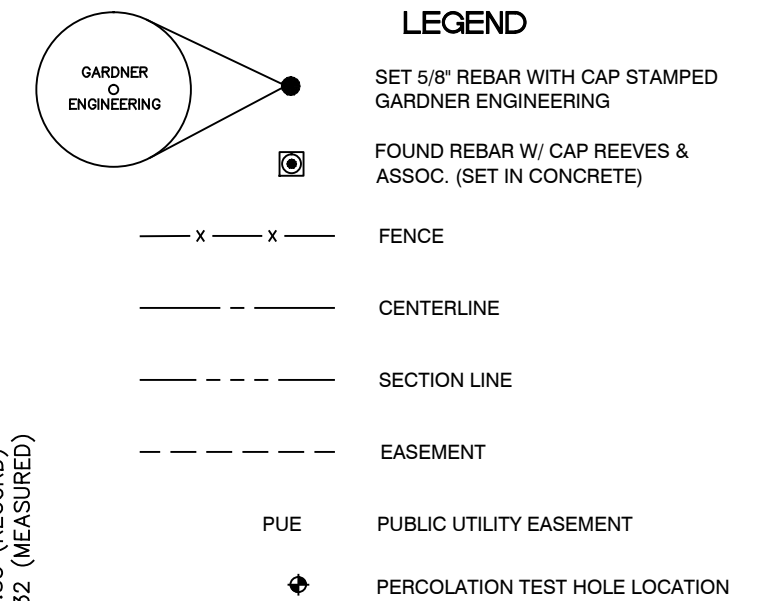 LEGEND
GARDNER
ENGINEERING
SET 5/8" REBAR WITH CAP STAMPED
GARDNER ENGINEERING
FOUND REBAR W/ CAP REEVES &
ASSOC. (SET IN CONCRETE)
X X FENCE
CENTERLINE
SECTION LINE
EASEMENT
PUE PUBLIC UTILITY EASEMENT
PERCOLATION TEST HOLE LOCATION
(RECORD)
(MEASURED)